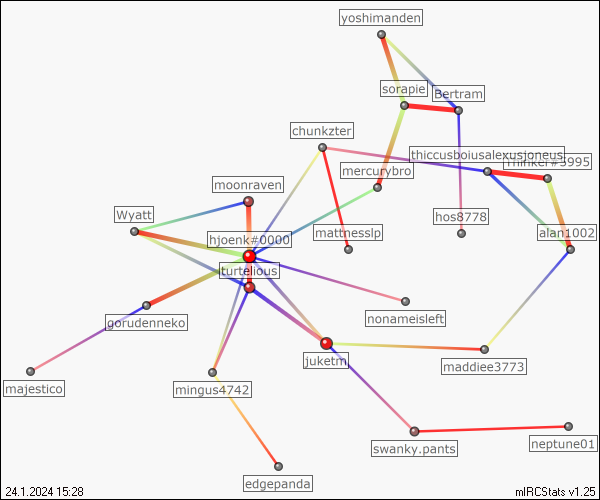 yoshimanden
sorapie
Bertram
chunkzter
thiccusboiusalexusjoneus
Thinker#3995
mercurybro
moonraven
Wyatt
hos8778
mattnesslp
alan1002
hjoenk#0000
turtelious
gorudenneko
nonameisleft
juketm
maddiee3773
majestico
mingus4742
swanky.pants
neptune01
edgepanda
24.1.2024 15:28
mIRCStats v1.25